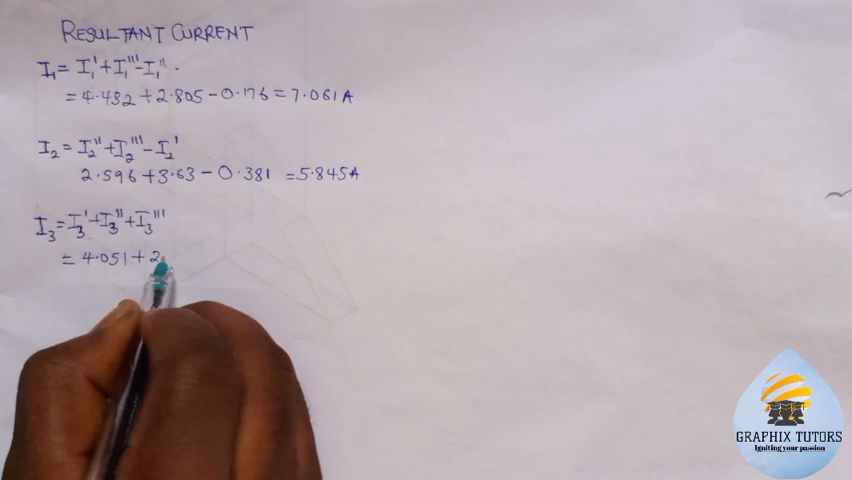 RESULTANT CURRENT
I₁ = I₁' + I₁''' - I₁''
= 4.432 + 2.805 - 0.176 = 7.061A
I₂ = I₂'' + I₂''' - I₂'
2.596 + 3.63 - 0.381 = 5.845A
I₃ = I₃' + I₃'' + I₃'''
= 4.051 + 2
GRAPHIX TUTORS
Igniting your passion